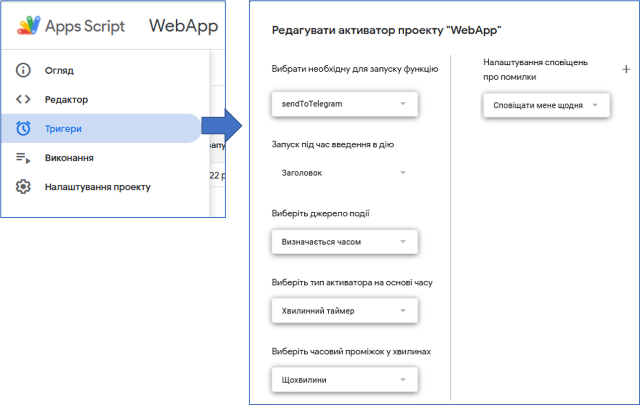 Apps Script WebApp
Огляд
Редактор
Тригери
Виконання
Налаштування проекту
запу
22 р
Редагувати активатор проекту "WebApp"
Вибрати необхідну для запуску функцію
sendToTelegram
Запуск під час введення в дію
Заголовок
Виберіть джерело події
Визначається часом
Виберіть тип активатора на основі часу
Хвилинний таймер
Виберіть часовий проміжок у хвилинах
Щохвилини
Налаштування сповіщень
про помилки
Сповіщати мене щодня